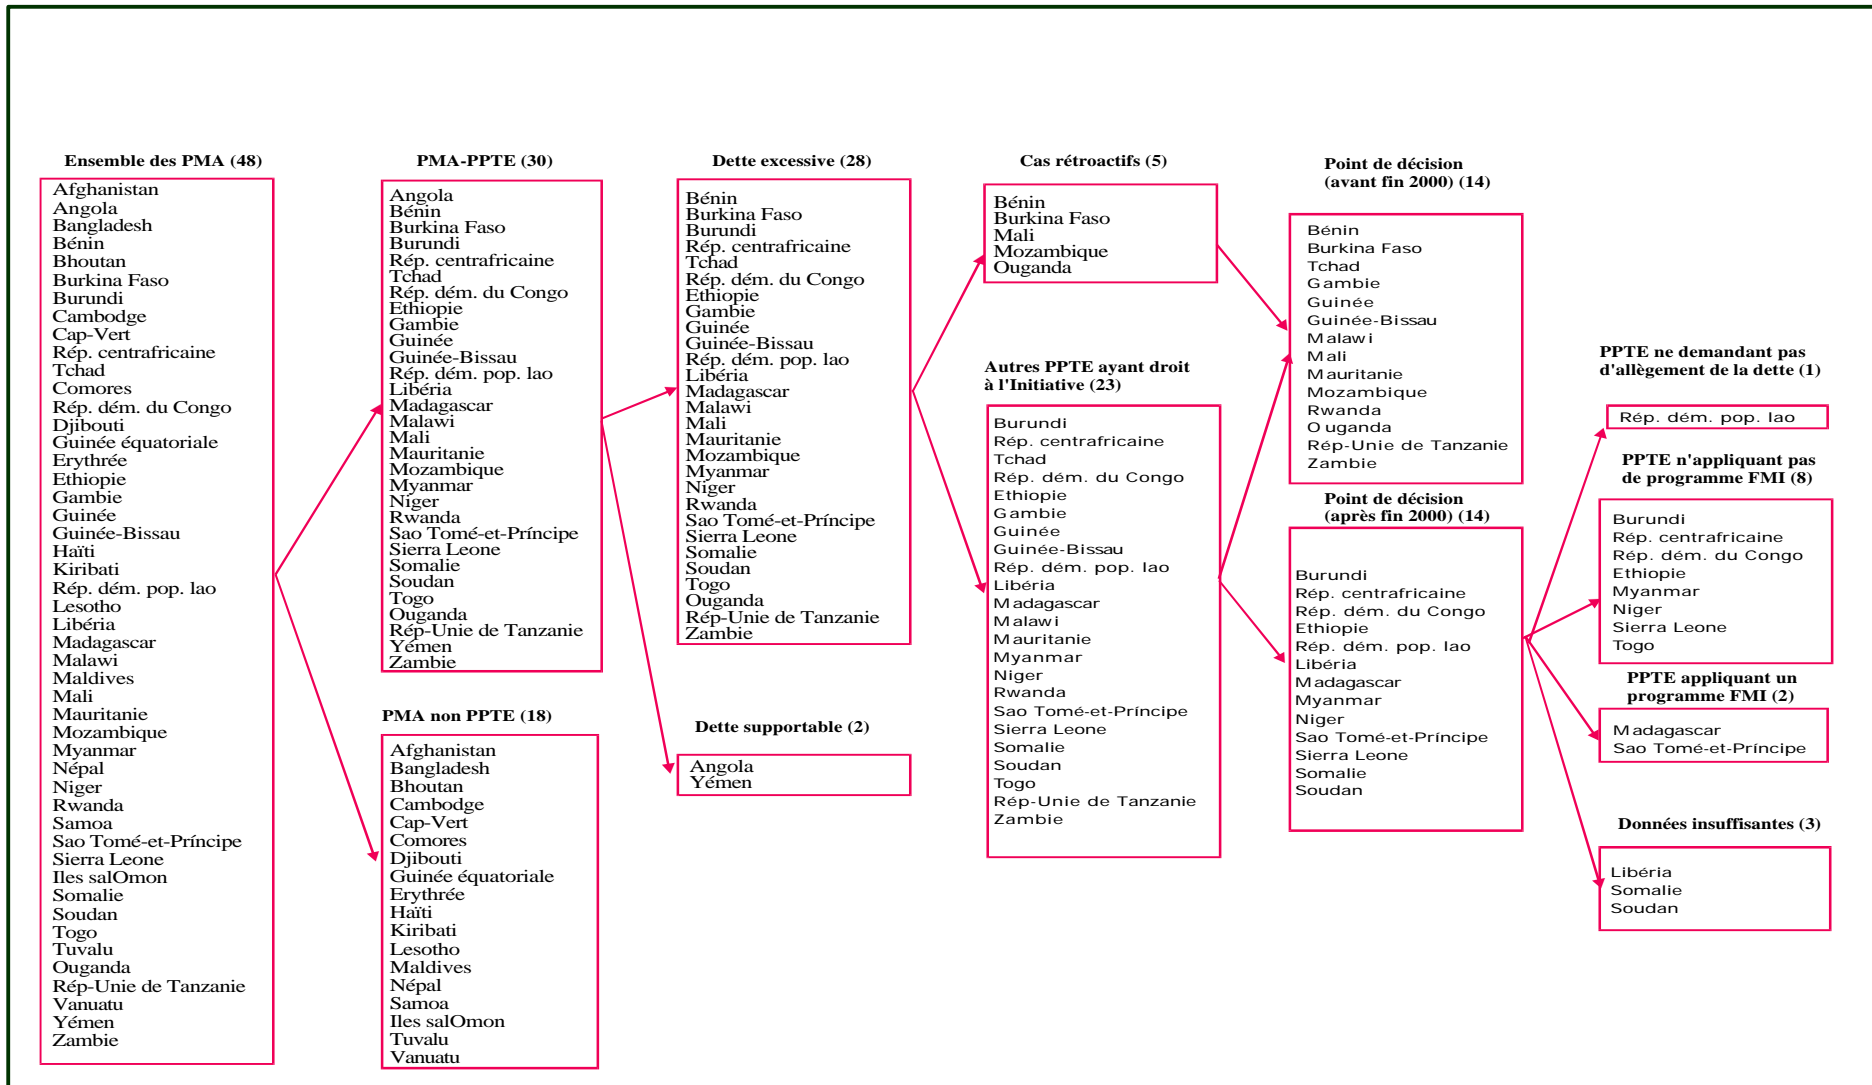 Ensemble des PMA (48)
Afghanistan
Angola
Bangladesh
Bénin
Bhoutan
Burkina Faso
Burundi
Cambodge
Cap-Vert
Rép. centrafricaine
Tchad
Comores
Rép. dém. du Congo
Djibouti
Guinée équatoriale
Erythrée
Ethiopie
Gambie
Guinée
Guinée-Bissau
Haïti
Kiribati
Rép. dém. pop. lao
Lesotho
Libéria
Madagascar
Malawi
Maldives
Mali
Mauritanie
Mozambique
Myanmar
Népal
Niger
Rwanda
Samoa
Sao Tomé-et-Príncipe
Sierra Leone
Iles salOmon
Somalie
Soudan
Togo
Tuvalu
Ouganda
Rép-Unie de Tanzanie
Vanuatu
Yémen
Zambie
PMA-PPTE (30)
Angola
Bénin
Burkina Faso
Burundi
Rép. centrafricaine
Tchad
Rép. dém. du Congo
Ethiopie
Gambie
Guinée
Guinée-Bissau
Rép. dém. pop. lao
Libéria
Madagascar
Malawi
Mali
Mauritanie
Mozambique
Myanmar
Niger
Rwanda
Sao Tomé-et-Príncipe
Sierra Leone
Somalie
Soudan
Togo
Ouganda
Rép-Unie de Tanzanie
Yémen
Zambie
PMA non PPTE (18)
Afghanistan
Bangladesh
Bhoutan
Cambodge
Cap-Vert
Comores
Djibouti
Guinée équatoriale
Erythrée
Haïti
Kiribati
Lesotho
Maldives
Népal
Samoa
Iles salOmon
Tuvalu
Vanuatu
Dette excessive (28)
Bénin
Burkina Faso
Burundi
Rép. centrafricaine
Tchad
Rép. dém. du Congo
Ethiopie
Gambie
Guinée
Guinée-Bissau
Rép. dém. pop. lao
Libéria
Madagascar
Malawi
Mali
Mauritanie
Mozambique
Myanmar
Niger
Rwanda
Sao Tomé-et-Príncipe
Sierra Leone
Somalie
Soudan
Togo
Ouganda
Rép-Unie de Tanzanie
Zambie
Dette supportable (2)
Angola
Yémen
Cas rétroactifs (5)
Bénin
Burkina Faso
Mali
Mozambique
Ouganda
Autres PPTE ayant droit
à l'Initiative (23)
Burundi
Rép. centrafricaine
Tchad
Rép. dém. du Congo
Ethiopie
Gambie
Guinée
Guinée-Bissau
Rép. dém. pop. lao
Libéria
Madagascar
Malawi
Mauritanie
Myanmar
Niger
Rwanda
Sao Tomé-et-Príncipe
Sierra Leone
Somalie
Soudan
Togo
Rép-Unie de Tanzanie
Zambie
Point de décision
(avant fin 2000) (14)
Bénin
Burkina Faso
Tchad
Gambie
Guinée
Guinée-Bissau
Malawi
Mali
Mauritanie
Mozambique
Rwanda
Ouganda
Rép-Unie de Tanzanie
Zambie
Point de décision
(après fin 2000) (14)
Burundi
Rép. centrafricaine
Rép. dém. du Congo
Ethiopie
Rép. dém. pop. lao
Libéria
Madagascar
Myanmar
Niger
Sao Tomé-et-Príncipe
Sierra Leone
Somalie
Soudan
PPTE ne demandant pas
d'allègement de la dette (1)
Rép. dém. pop. lao
PPTE n'appliquant pas
de programme FMI (8)
Burundi
Rép. centrafricaine
Rép. dém. du Congo
Ethiopie
Myanmar
Niger
Sierra Leone
Togo
PPTE appliquant un
programme FMI (2)
Madagascar
Sao Tomé-et-Príncipe
Données insuffisantes (3)
Libéria
Somalie
Soudan